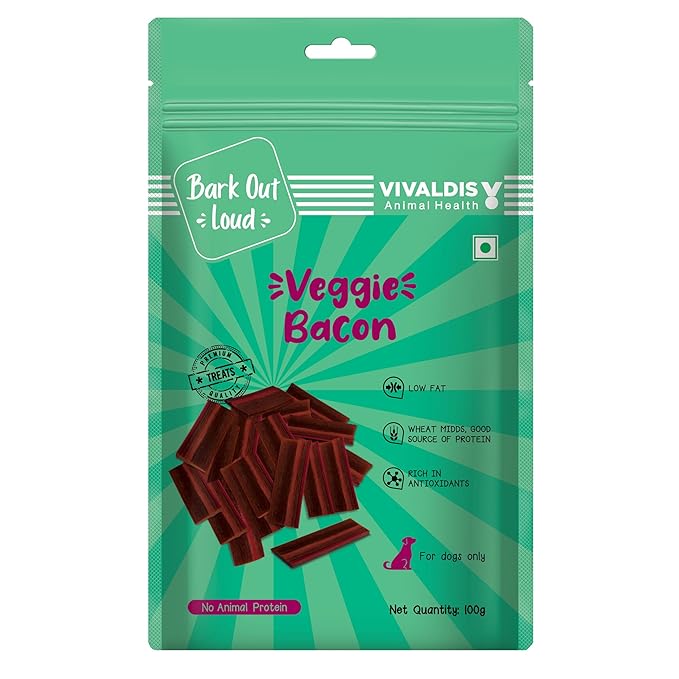 Bark Out
Loud
VIVALDIS
Animal Health
Veggie
Bacon
PREMIUM
TREATS
QUALITY
LOW FAT
WHEAT MIDDS, GOOD
SOURCE OF PROTEIN
RICH IN
ANTIOXIDANTS
For dogs only
No Animal Protein
Net Quantity: 100g